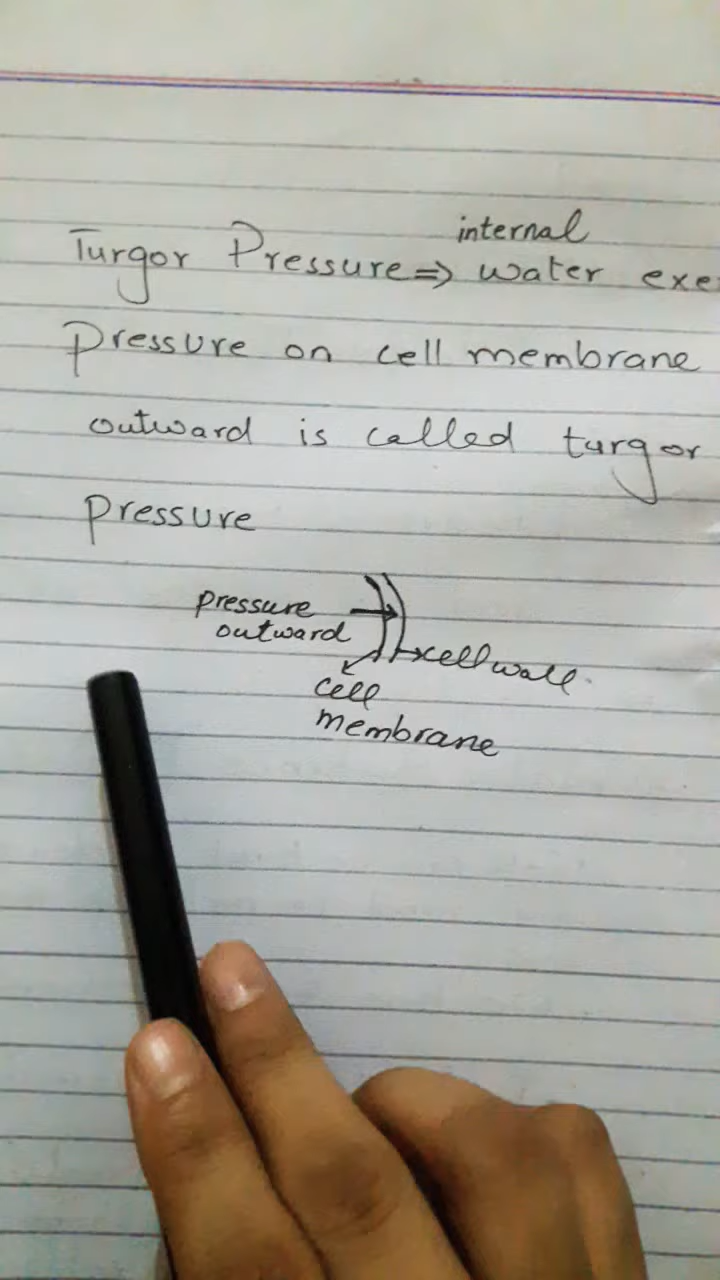 internal
Turgor Pressure => water exe
Pressure on cell membrane
outward is called turgor
pressure
pressure
outward
cell wall
cell
membrane